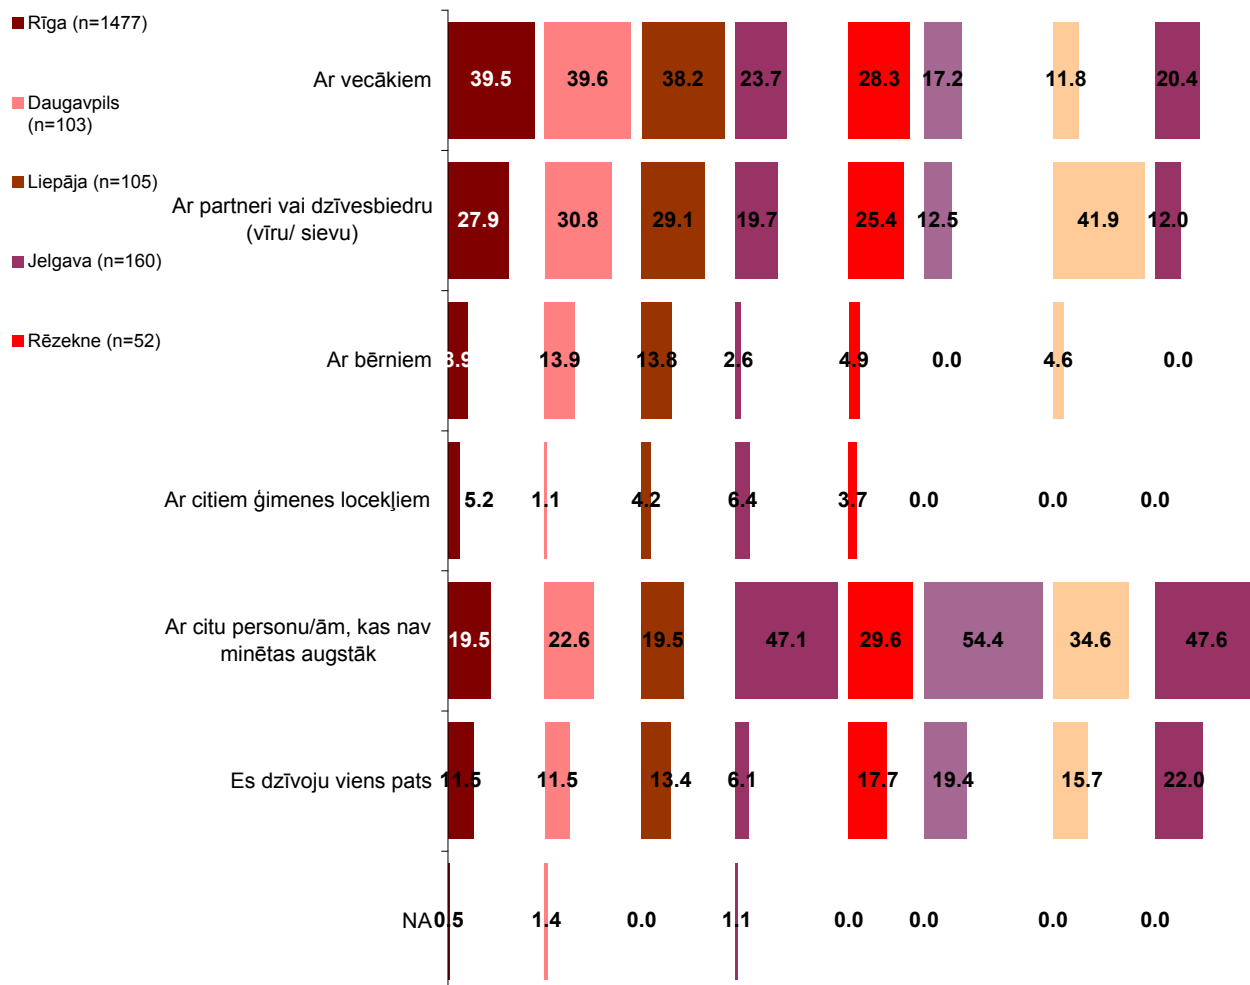 Rīga (n=1477)
Daugavpils
(n=103)
Liepāja (n=105)
Jelgava (n=160)
Rēzekne (n=52)
Ar vecākiem
39.5 39.6 38.2 23.7 28.3 17.2 11.8 20.4
Ar partneri vai dzīvesbiedru
(vīru/ sievu)
27.9 30.8 29.1 19.7 25.4 12.5 41.9 12.0
Ar bērniem
8.9 13.9 13.8 2.6 4.9 0.0 4.6 0.0
Ar citiem ģimenes locekļiem
5.2 1.1 4.2 6.4 3.7 0.0 0.0 0.0
Ar citu personu/ām, kas nav
minētas augstāk
19.5 22.6 19.5 47.1 29.6 54.4 34.6 47.6
Es dzīvoju viens pats
11.5 11.5 13.4 6.1 17.7 19.4 15.7 22.0
NA
0.5 1.4 0.0 1.1 0.0 0.0 0.0 0.0